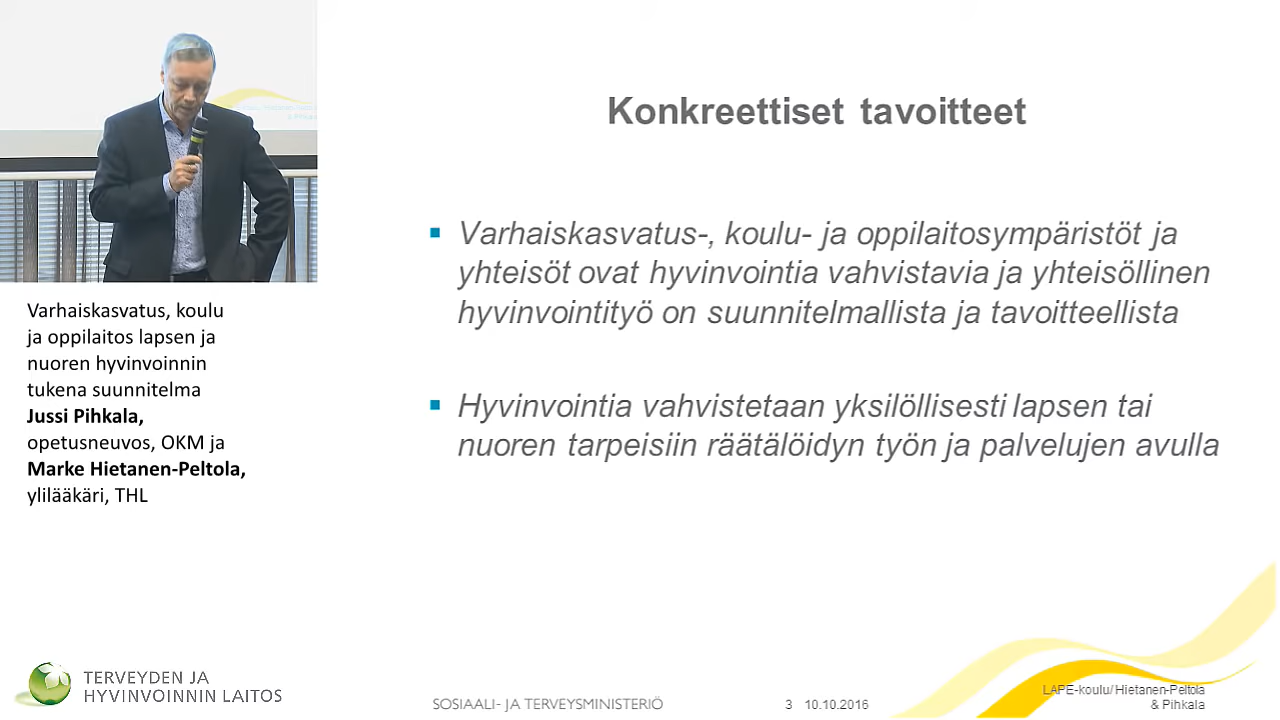 Konkreettiset tavoitteet
Varhaiskasvatus-, koulu- ja oppilaitosympäristöt ja
yhteisöt ovat hyvinvointia vahvistavia ja yhteisöllinen
hyvinvointityö on suunnitelmallista ja tavoitteellista
Hyvinvointia vahvistetaan yksilöllisesti lapsen tai
nuoren tarpeisiin räätälöidyn työn ja palvelujen avulla
Varhaiskasvatus, koulu
ja oppilaitos lapsen ja
nuoren hyvinvoinnin
tukena suunnitelma
Jussi Pihkala,
opetusneuvos, OKM ja
Marke Hietanen-Peltola,
ylilääkäri, THL
TERVEYDEN JA
HYVINVOINNIN LAITOS
SOSIAALI- JA TERVEYSMINISTERIÖ
3 10.10.2016
LAPE-koulu/ Hietanen-Peltola
& Pihkala